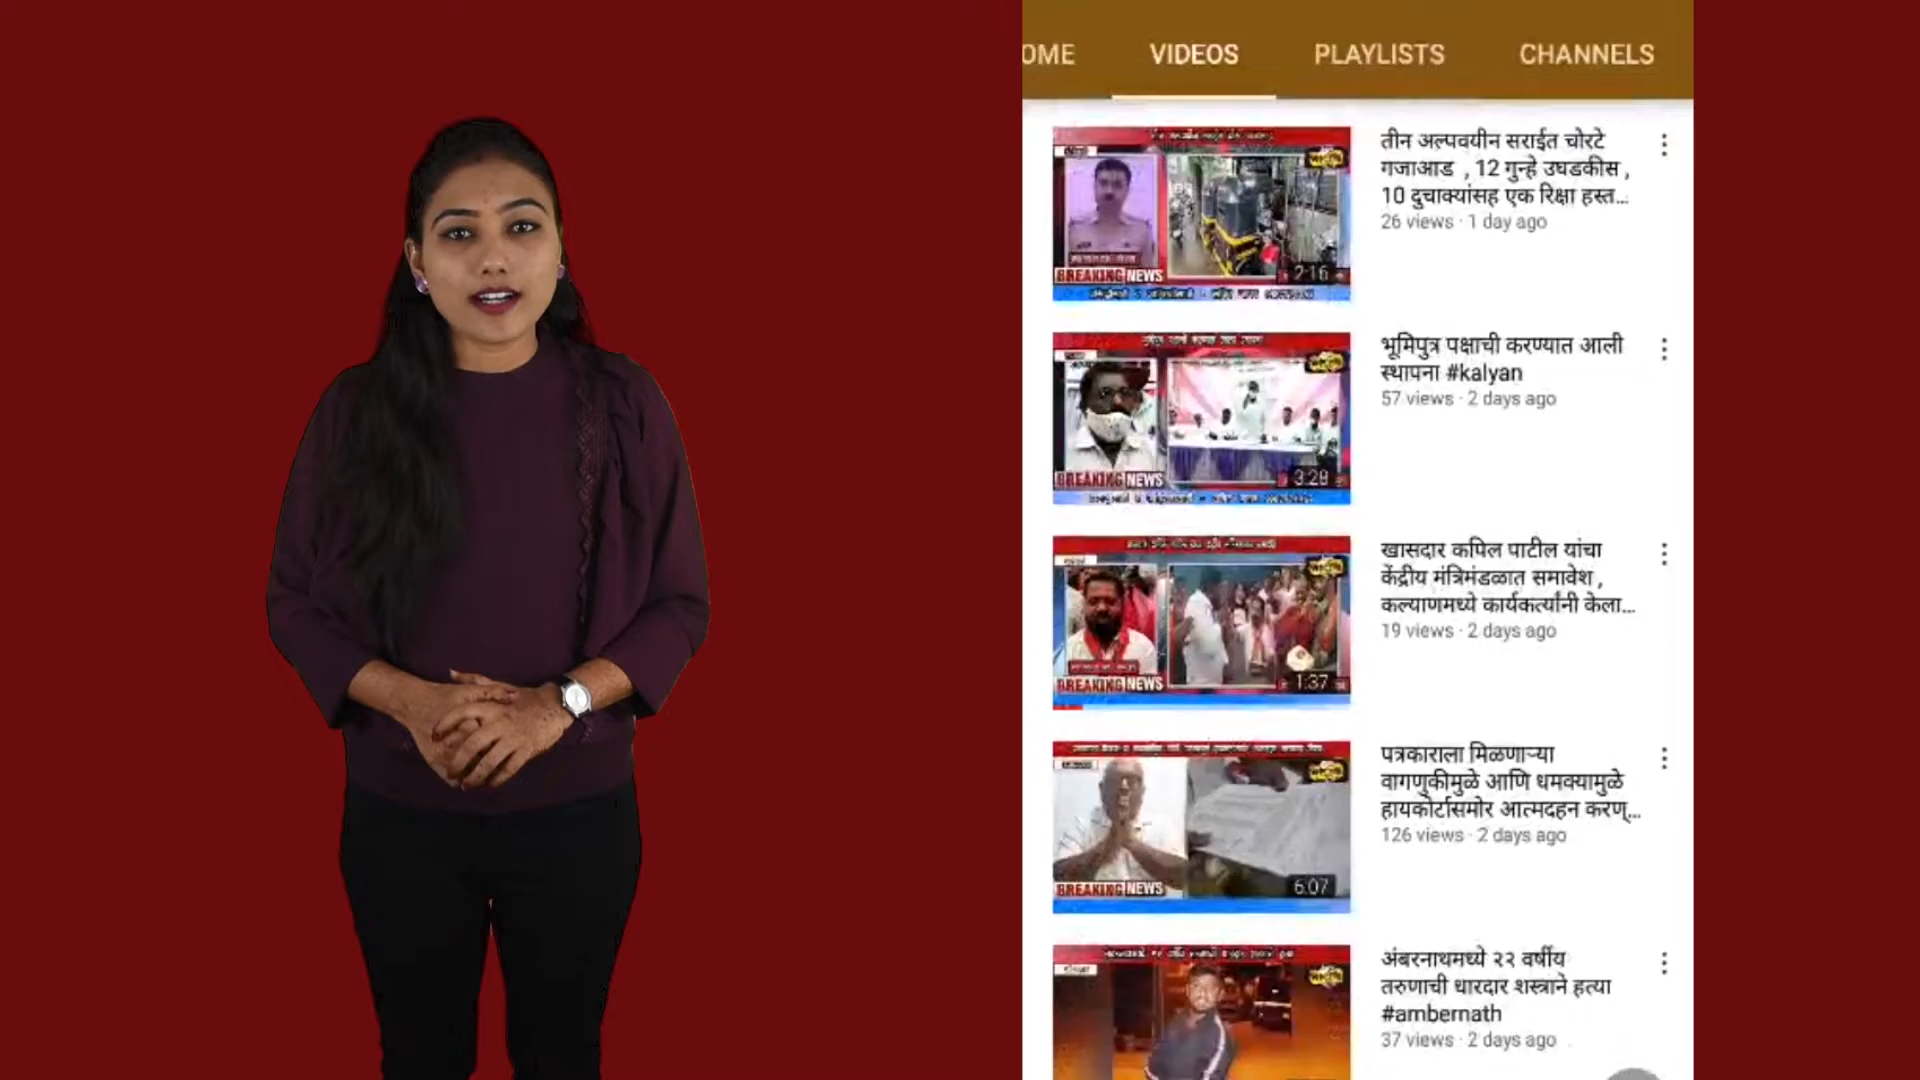 OME VIDEOS PLAYLISTS CHANNELS
तीन अल्पवयीन सराईत चोरटे
गजाआड , 12 गुन्हे उघडकीस ,
10 दुचाक्यांसह एक रिक्षा हस्त...
26 views · 1 day ago
BREAKING NEWS
2:16
भूमिपुत्र पक्षाची करण्यात आली
स्थापना #kalyan
57 views · 2 days ago
BREAKING NEWS
3:28
खासदार कपिल पाटील यांचा
केंद्रीय मंत्रिमंडळात समावेश ,
कल्याणमध्ये कार्यकर्त्यांनी केला...
19 views · 2 days ago
BREAKING NEWS
1:37
पत्रकाराला मिळणाऱ्या
वागणुकीमुळे आणि धमक्यामुळे
हायकोर्टासमोर आत्मदहन करण्...
126 views · 2 days ago
BREAKING NEWS
6:07
अंबरनाथमध्ये २२ वर्षीय
तरुणाची धारदार शस्त्राने हत्या
#ambernath
37 views · 2 days ago